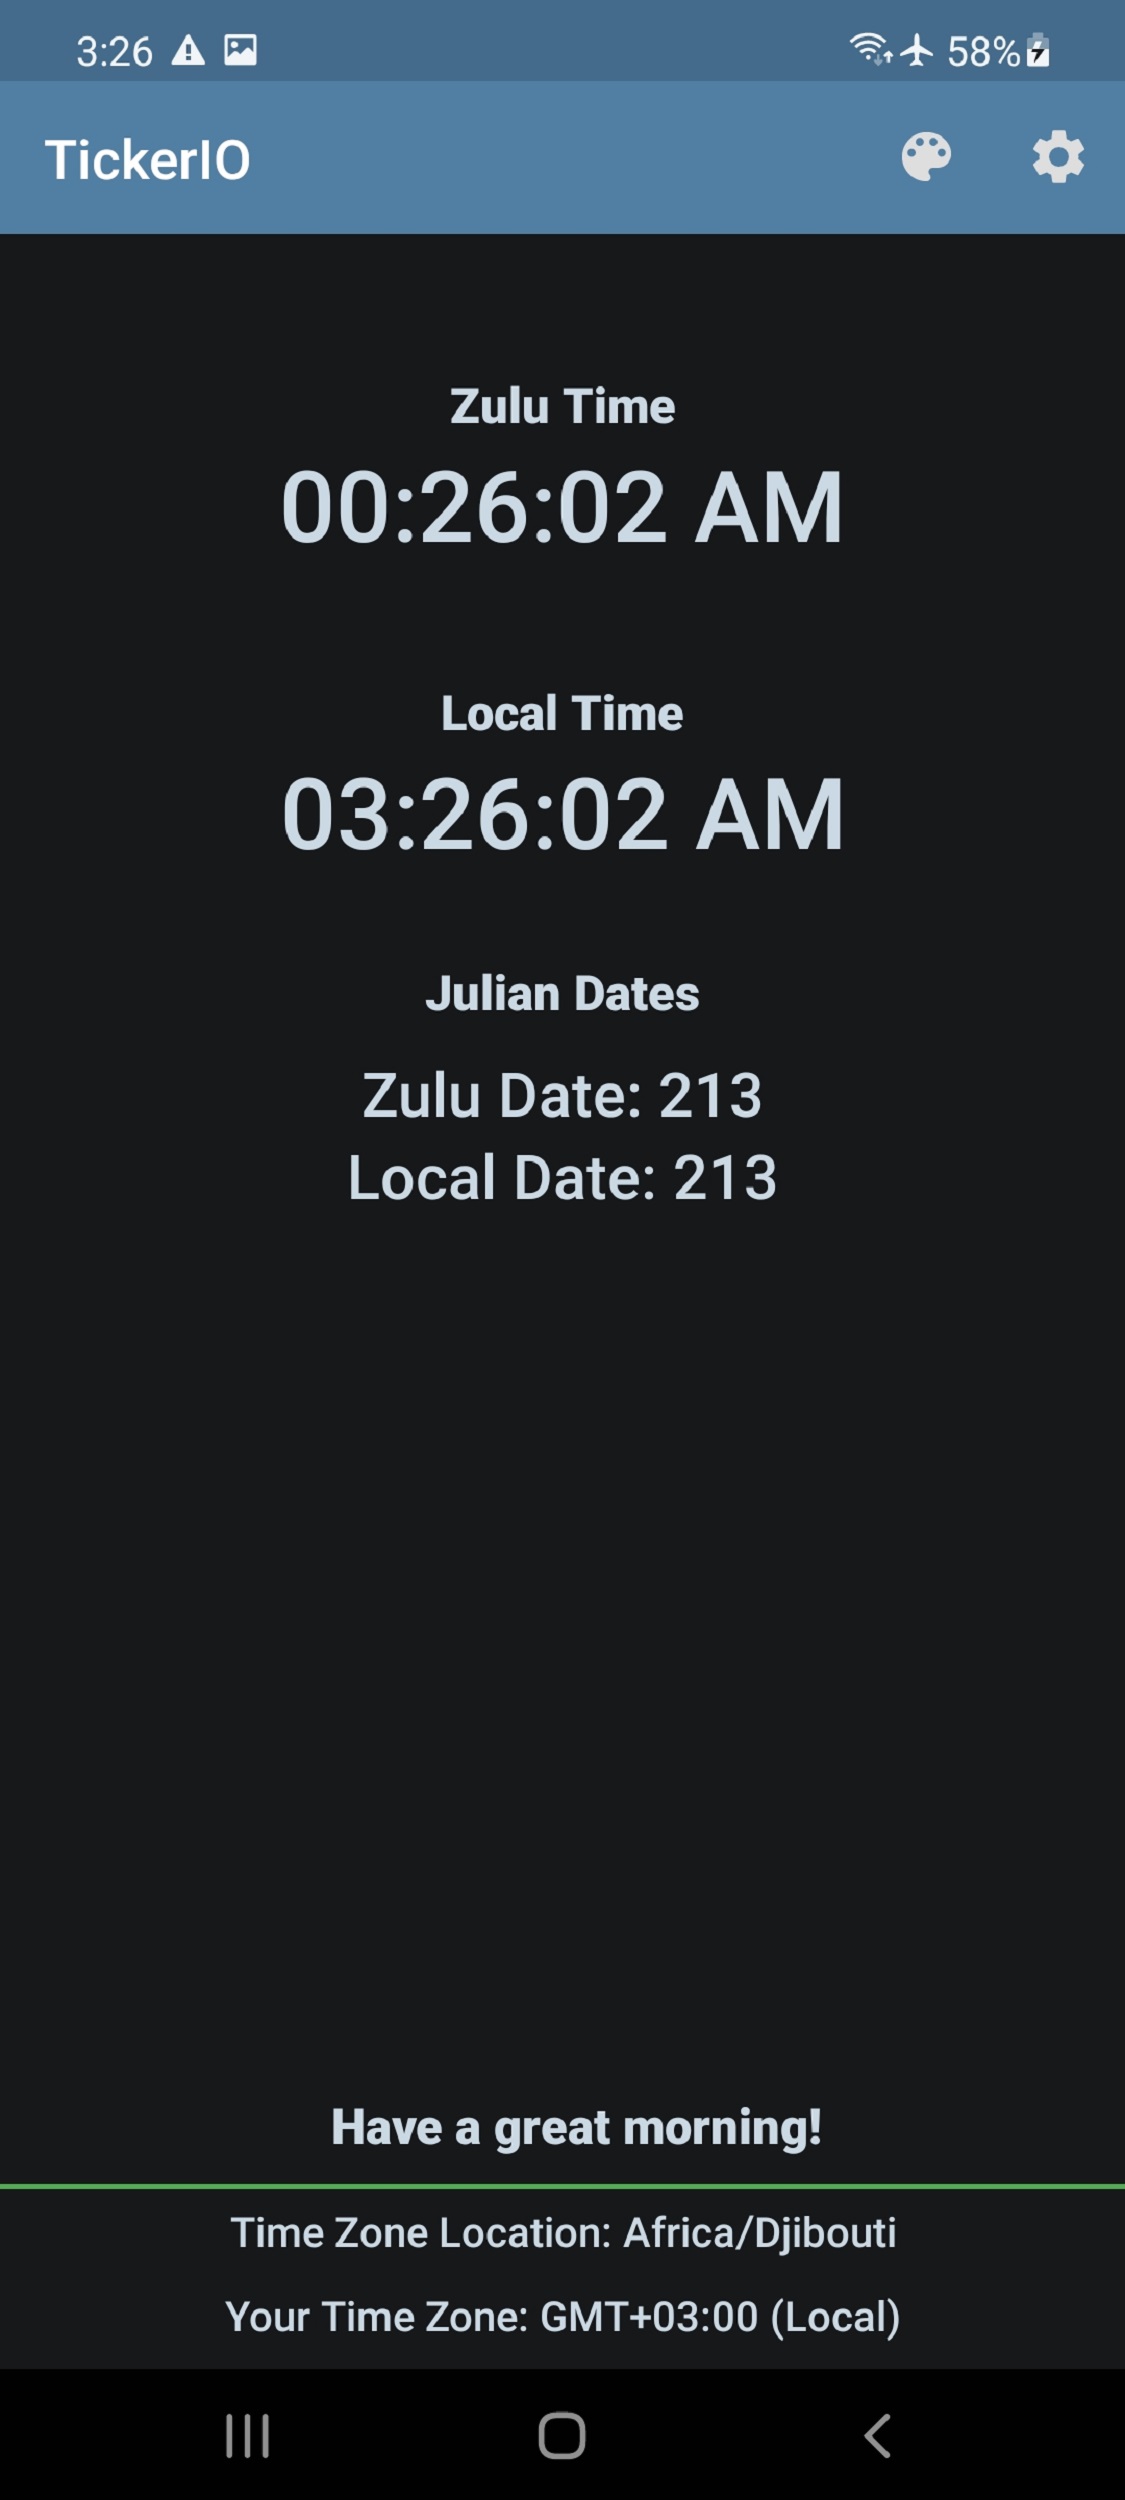 3:26 58%
TickerIO
Zulu Time
00:26:02 AM
Local Time
03:26:02 AM
Julian Dates
Zulu Date: 213
Local Date: 213
Have a great morning!
Time Zone Location: Africa/Djibouti
Your Time Zone: GMT+03:00 (Local)